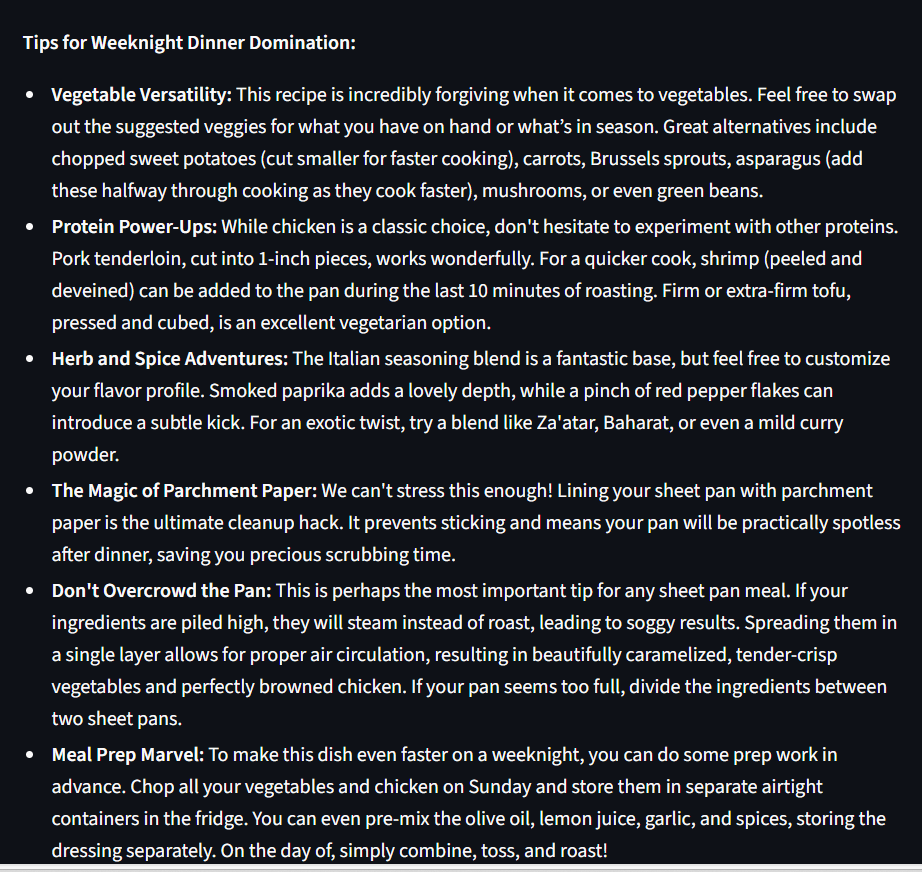 Tips for Weeknight Dinner Domination:
• Vegetable Versatility: This recipe is incredibly forgiving when it comes to vegetables. Feel free to swap
out the suggested veggies for what you have on hand or what’s in season. Great alternatives include
chopped sweet potatoes (cut smaller for faster cooking), carrots, Brussels sprouts, asparagus (add
these halfway through cooking as they cook faster), mushrooms, or even green beans.
• Protein Power-Ups: While chicken is a classic choice, don't hesitate to experiment with other proteins.
Pork tenderloin, cut into 1-inch pieces, works wonderfully. For a quicker cook, shrimp (peeled and
deveined) can be added to the pan during the last 10 minutes of roasting. Firm or extra-firm tofu,
pressed and cubed, is an excellent vegetarian option.
• Herb and Spice Adventures: The Italian seasoning blend is a fantastic base, but feel free to customize
your flavor profile. Smoked paprika adds a lovely depth, while a pinch of red pepper flakes can
introduce a subtle kick. For an exotic twist, try a blend like Za'atar, Baharat, or even a mild curry
powder.
• The Magic of Parchment Paper: We can't stress this enough! Lining your sheet pan with parchment
paper is the ultimate cleanup hack. It prevents sticking and means your pan will be practically spotless
after dinner, saving you precious scrubbing time.
• Don't Overcrowd the Pan: This is perhaps the most important tip for any sheet pan meal. If your
ingredients are piled high, they will steam instead of roast, leading to soggy results. Spreading them in
a single layer allows for proper air circulation, resulting in beautifully caramelized, tender-crisp
vegetables and perfectly browned chicken. If your pan seems too full, divide the ingredients between
two sheet pans.
• Meal Prep Marvel: To make this dish even faster on a weeknight, you can do some prep work in
advance. Chop all your vegetables and chicken on Sunday and store them in separate airtight
containers in the fridge. You can even pre-mix the olive oil, lemon juice, garlic, and spices, storing the
dressing separately. On the day of, simply combine, toss, and roast!